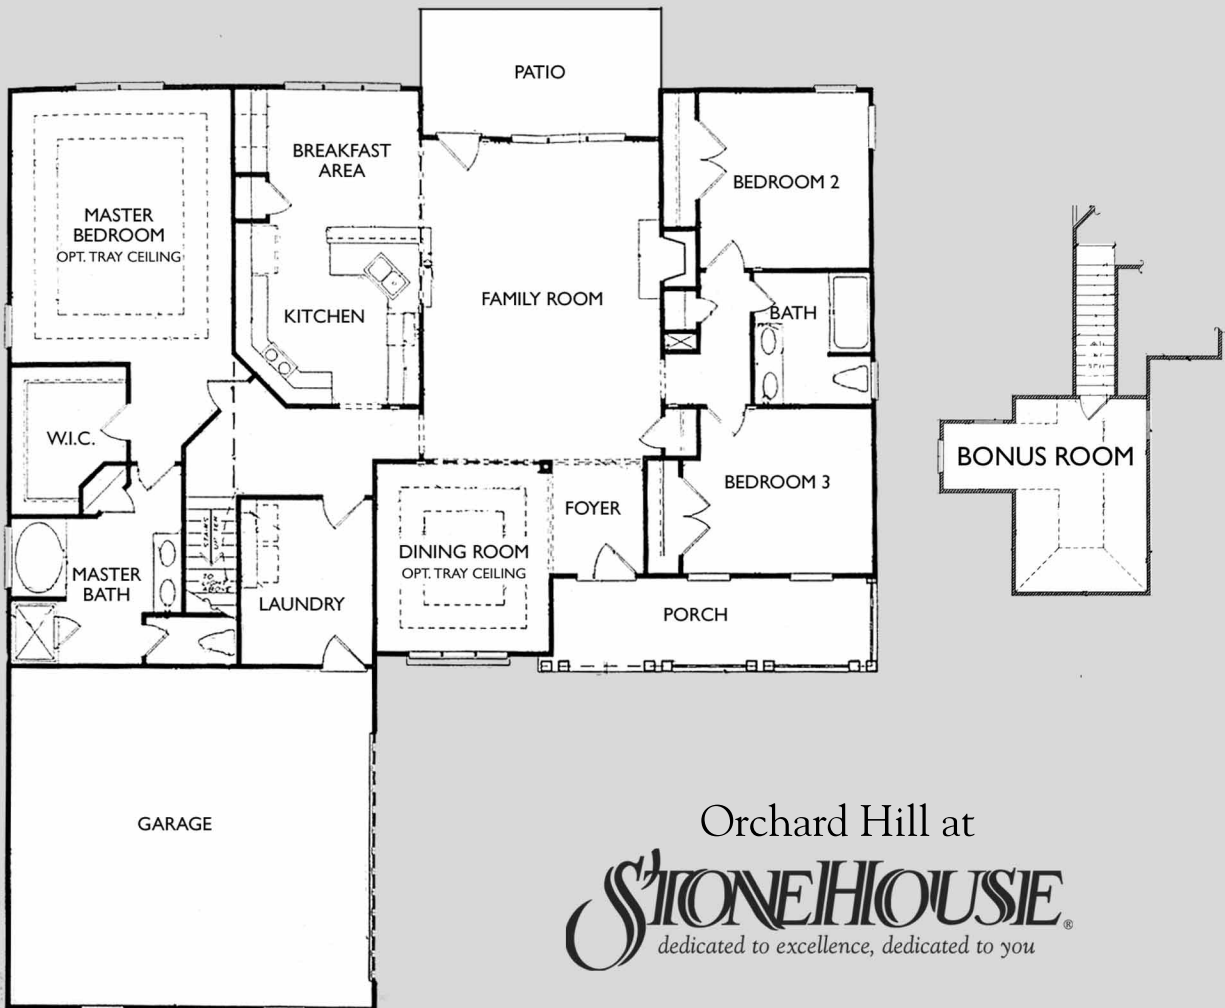 PATIO
BREAKFAST
AREA
BEDROOM 2
MASTER
BEDROOM
OPT. TRAY CEILING
FAMILY ROOM
KITCHEN
BATH
W.I.C.
BONUS ROOM
BEDROOM 3
FOYER
DINING ROOM
OPT. TRAY CEILING
MASTER
BATH
LAUNDRY
PORCH
GARAGE
Orchard Hill at
STONEHOUSE®
dedicated to excellence, dedicated to you